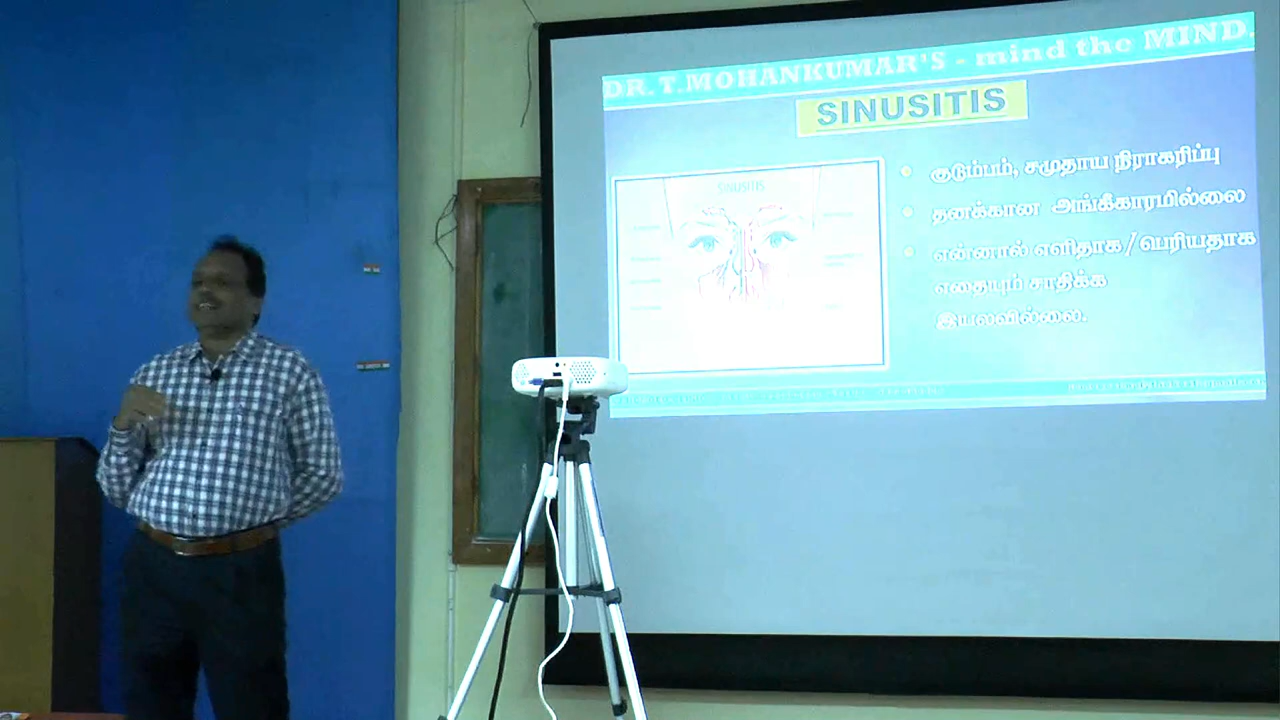 DR. T.MOHANKUMAR'S - mind the MIND.
SINUSITIS
SINUSITIS
குடும்பம், சமுதாய நிராகரிப்பு
தனக்கான அங்கீகாரமில்லை
என்னால் எளிதாக/பெரியதாக
எதையும் சாதிக்க
இயலவில்லை.